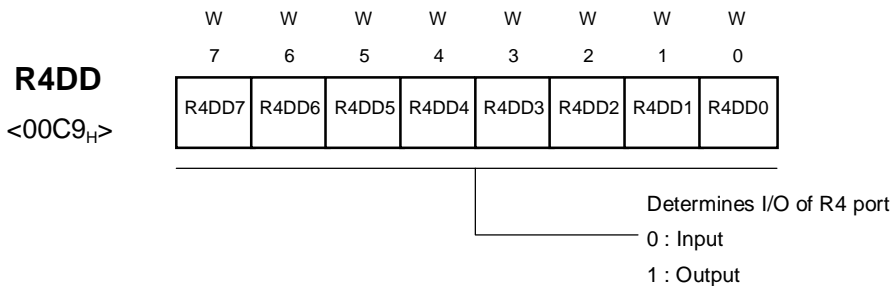 W W W W W W W W
7 6 5 4 3 2 1 0
R4DD
<00C9H>
R4DD7 R4DD6 R4DD5 R4DD4 R4DD3 R4DD2 R4DD1 R4DD0
Determines I/O of R4 port
0 : Input
1 : Output